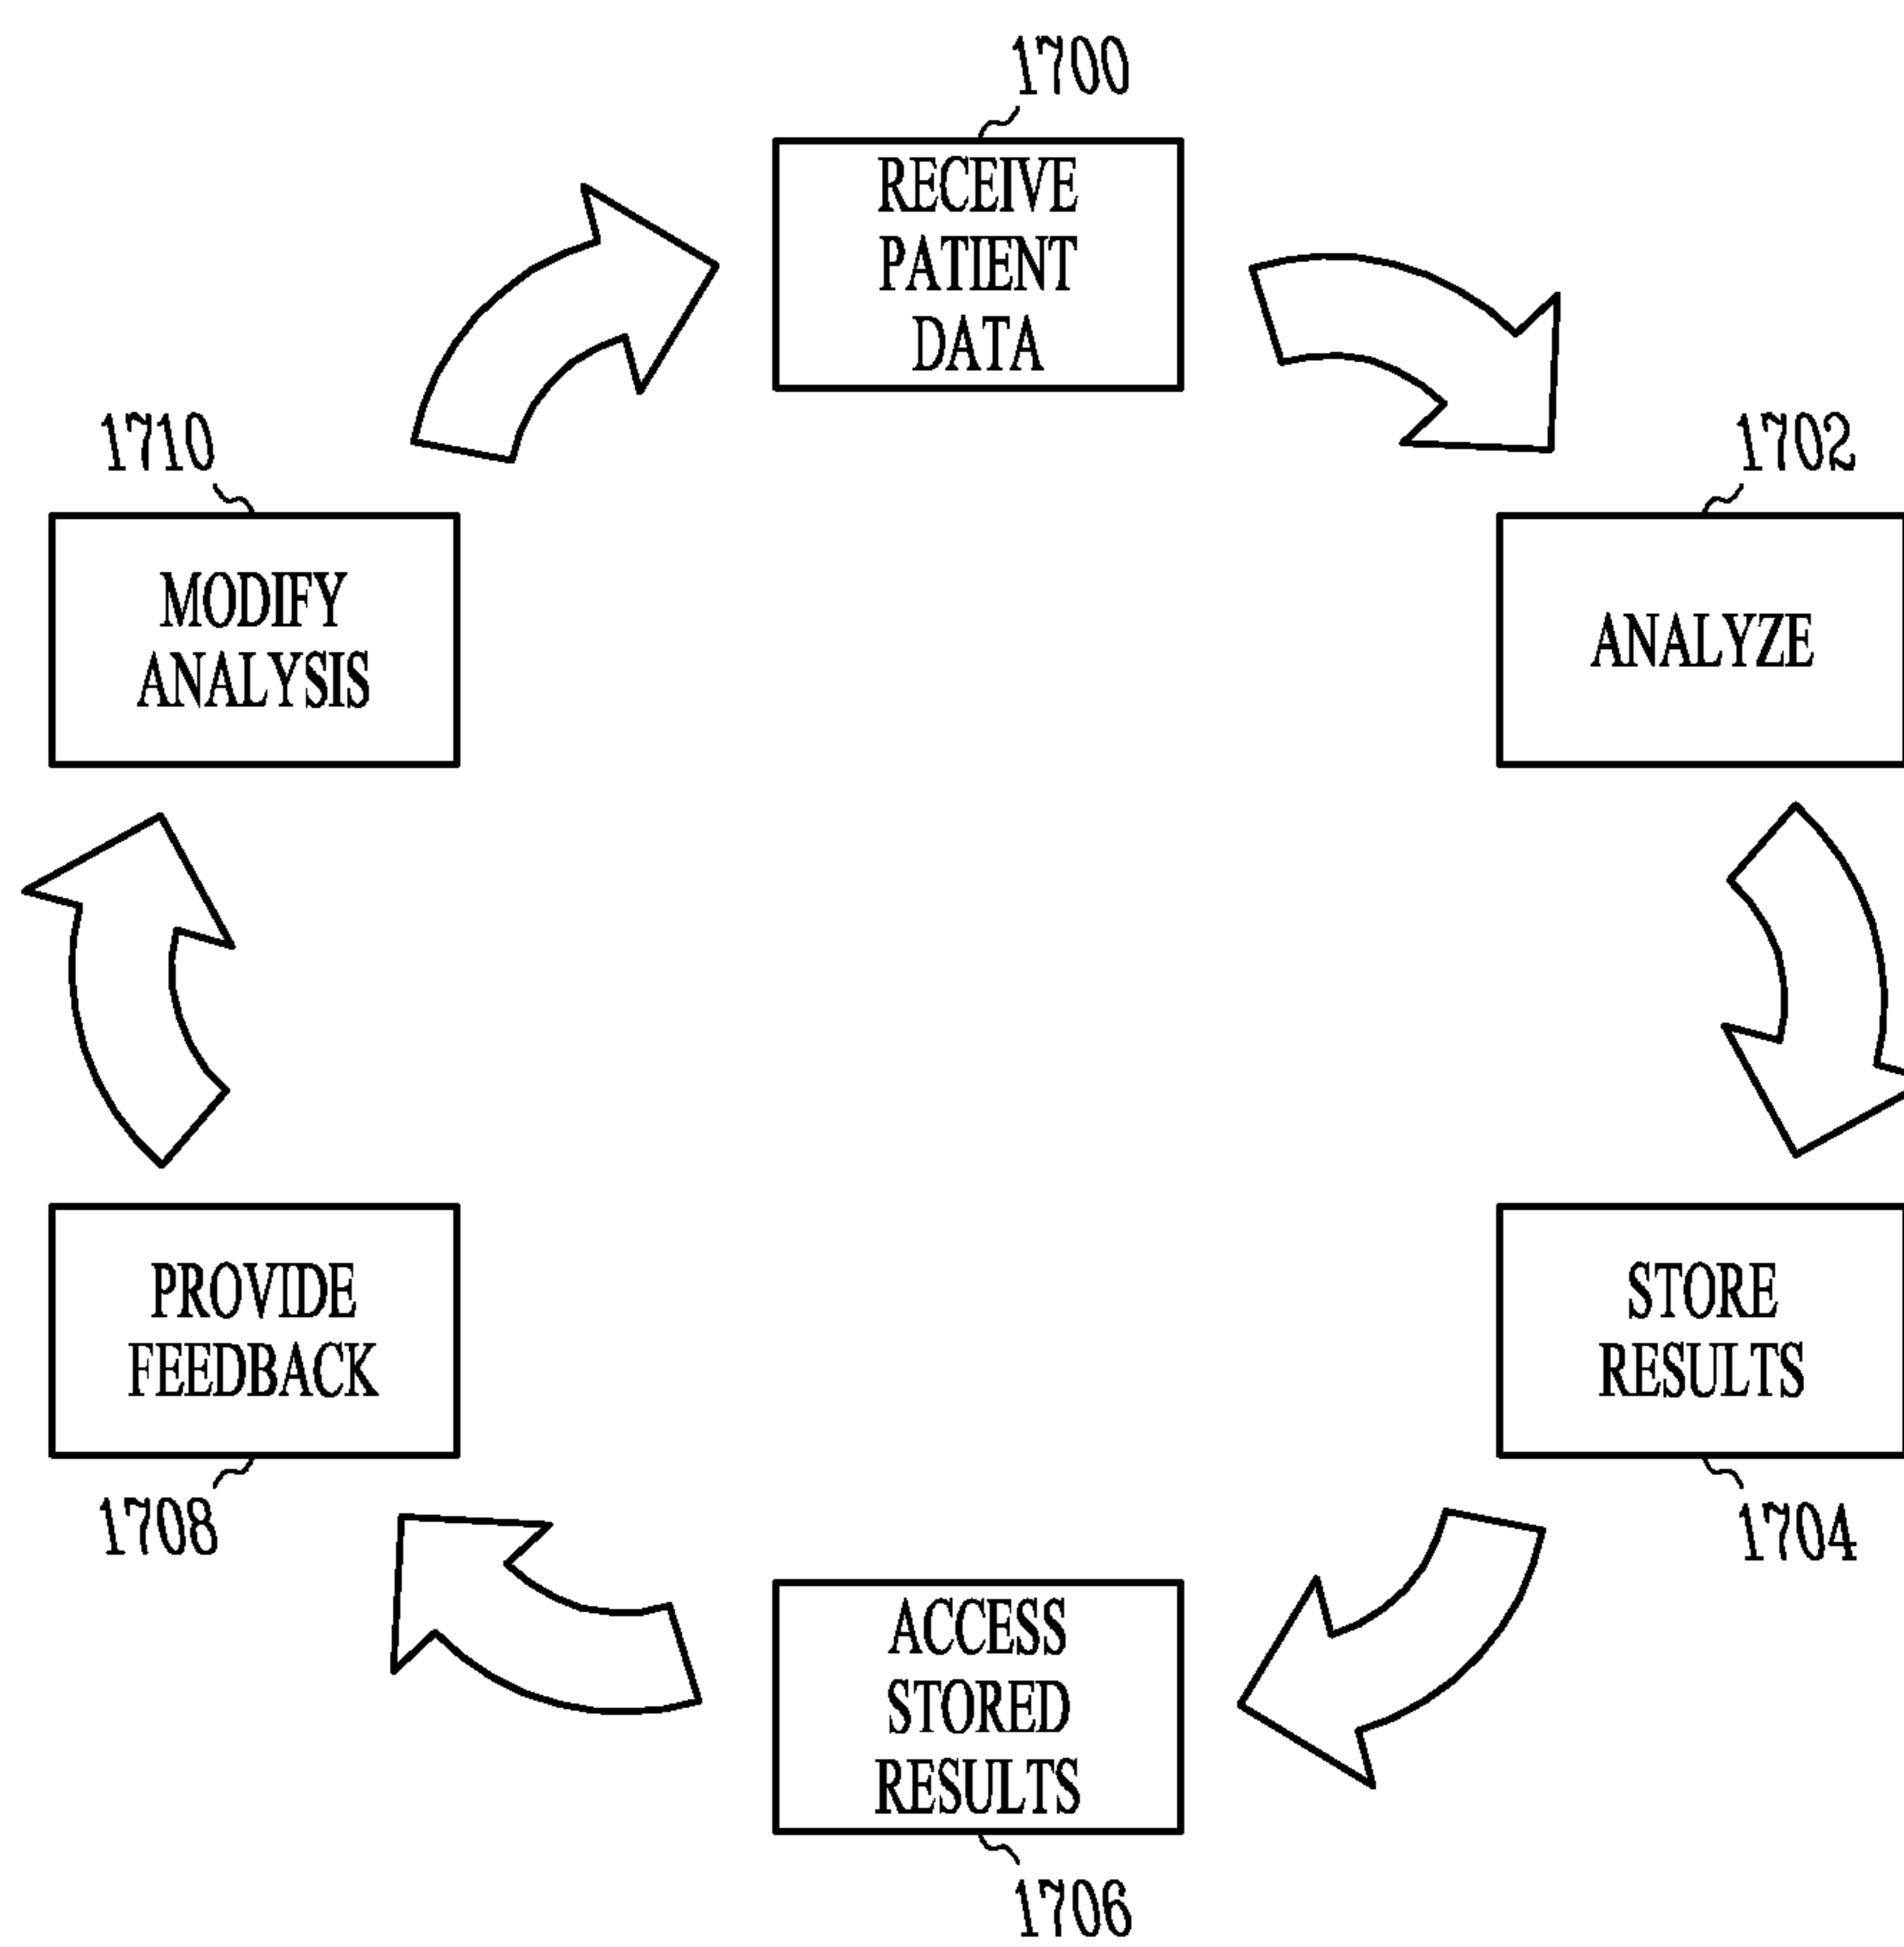 1700
RECEIVE
PATIENT
DATA
1710
1702
MODIFY
ANALYSIS
ANALYZE
PROVIDE
FEEDBACK
STORE
RESULTS
1708
1704
ACCESS
STORED
RESULTS
1706